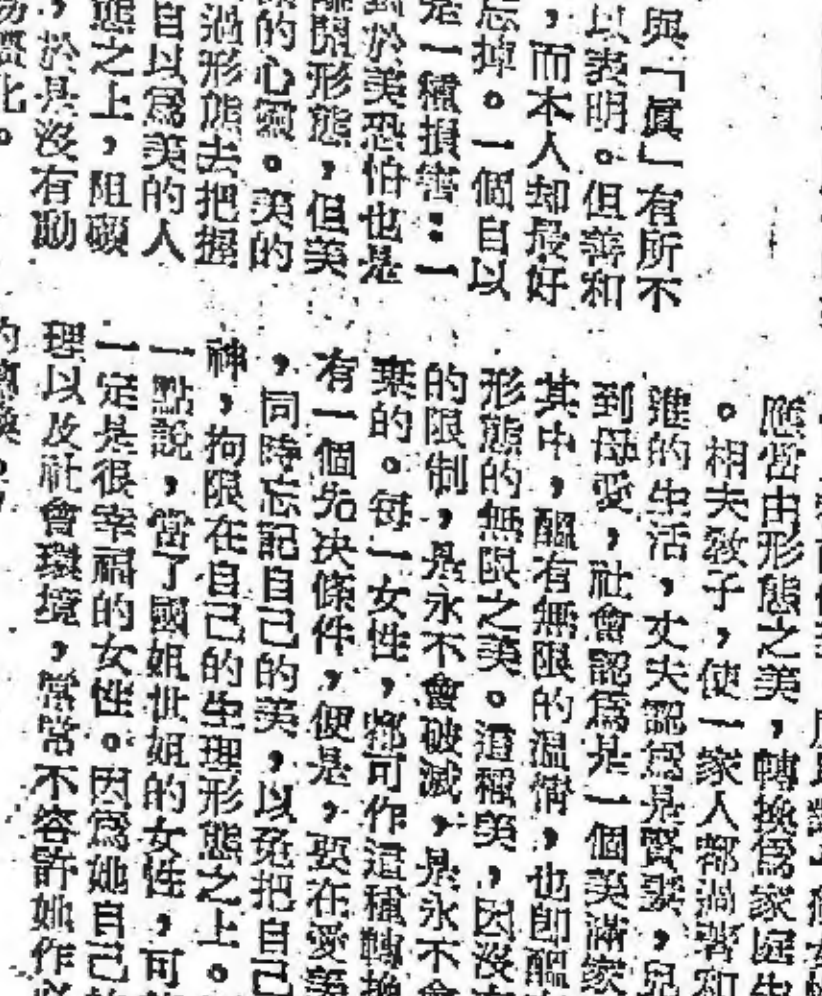 與「眞」有所不
以表明。但善和
，而本人却最好
忘掉。一個自以
是一種損害：一
對於美恐怕也是
離開形態，但美
的心靈。美的
過形態去把握
自以爲美的人
態之上，阻礙
，於是沒有勤
化。
應當由形態之美，轉換爲家庭生
。相夫敎子，使一家人都過着和
進的生活，丈夫認爲是賢妻，兒
到母愛，社會認爲是一個美滿家
其中，醞有無限的溫情，也卽醞
形態的無限之美。這種美，因沒
的限制，是永不會破滅，是永不會
棄的。每一女性，都可作這種轉換
有一個先決條件，便是，要在愛美
，同時忘記自己的美，以免把自己
神，拘限在自己的生理形態之上。
一點說，當了國姐世姐的女性，可
一定是很幸福的女性。因爲她自己
理以及社會環境，常常不容許她作
的轉換。